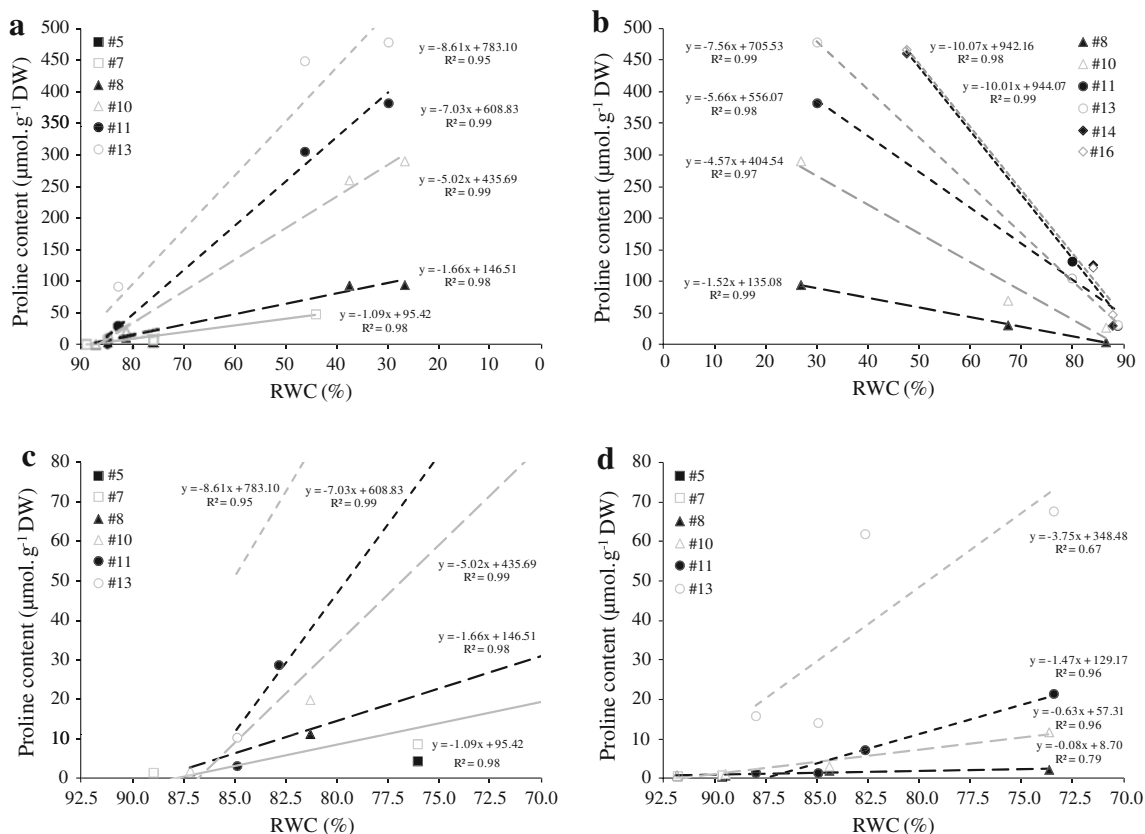 a
Proline content (µmol.g⁻¹ DW)
500
450
400
350
300
250
200
150
100
50
0
#5
#7
#8
#10
#11
#13
y = -8.61x + 783.10
R² = 0.95
y = -7.03x + 608.83
R² = 0.99
y = -5.02x + 435.69
R² = 0.99
y = -1.66x + 146.51
R² = 0.98
y = -1.09x + 95.42
R² = 0.98
90 80 70 60 50 40 30 20 10 0
RWC (%)
b
Proline content (µmol.g⁻¹ DW)
500
450
400
350
300
250
200
150
100
50
0
y = -7.56x + 705.53
R² = 0.99
y = -5.66x + 556.07
R² = 0.98
y = -4.57x + 404.54
R² = 0.97
y = -1.52x + 135.08
R² = 0.99
y = -10.07x + 942.16
R² = 0.98
y = -10.01x + 944.07
R² = 0.99
#8
#10
#11
#13
#14
#16
0 10 20 30 40 50 60 70 80 90
RWC (%)
c
Proline content (µmol.g⁻¹ DW)
80
70
60
50
40
30
20
10
0
#5
#7
#8
#10
#11
#13
y = -8.61x + 783.10
R² = 0.95
y = -7.03x + 608.83
R² = 0.99
y = -5.02x + 435.69
R² = 0.99
y = -1.66x + 146.51
R² = 0.98
y = -1.09x + 95.42
R² = 0.98
92.5 90.0 87.5 85.0 82.5 80.0 77.5 75.0 72.5 70.0
RWC (%)
d
Proline content (µmol.g⁻¹ DW)
80
70
60
50
40
30
20
10
0
#5
#7
#8
#10
#11
#13
y = -3.75x + 348.48
R² = 0.67
y = -1.47x + 129.17
R² = 0.96
y = -0.63x + 57.31
R² = 0.96
y = -0.08x + 8.70
R² = 0.79
92.5 90.0 87.5 85.0 82.5 80.0 77.5 75.0 72.5 70.0
RWC (%)